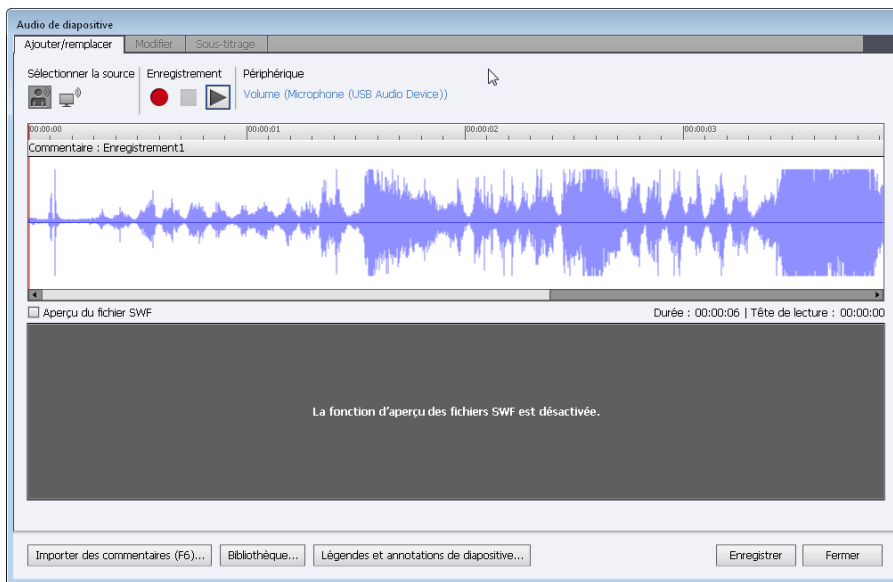 Audio de diapositive
Ajouter/remplacer Modifier Sous-titrage
Sélectionner la source Enregistrement Périphérique
Volume (Microphone (USB Audio Device))
00:00:00 00:00:01 00:00:02 00:00:03
Commentaire : Enregistrement1
Aperçu du fichier SWF Durée : 00:00:06 | Tête de lecture : 00:00:00
La fonction d'aperçu des fichiers SWF est désactivée.
Importer des commentaires (F6)... Bibliothèque... Légendes et annotations de diapositive... Enregistrer Fermer